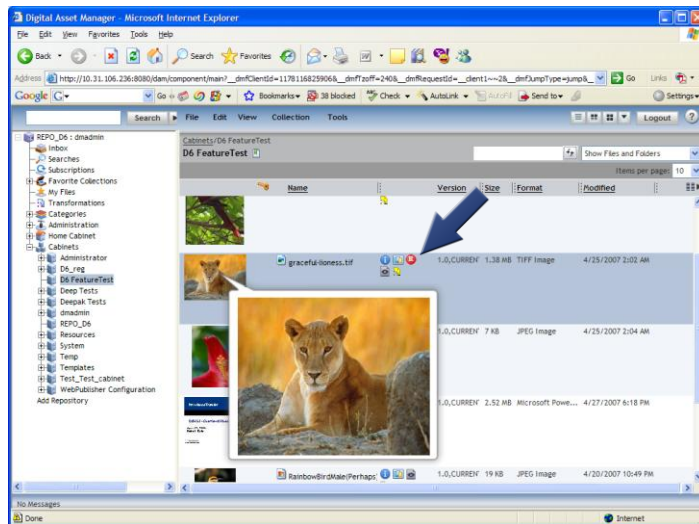 Digital Asset Manager - Microsoft Internet Explorer
File Edit View Favorites Tools Help
Back Search Favorites
Address http://10.31.106.236:8080/dam/component/main?__dmfClientId=1178116825906&__dmfTzoff=240&__dmfRequestId=__client1~~2&__dmfJumpType=jump& Go Links
Google G Go Bookmarks 38 blocked Check AutoLink AutoFill Send to Settings
Search File Edit View Collection Tools Logout ?
REPO_D6 : dmadmin
Inbox
Searches
Subscriptions
Favorite Collections
My Files
Transformations
Categories
Administration
Home Cabinet
Cabinets
Administrator
D6_reg
D6 FeatureTest
Deep Tests
Deepak Tests
dmadmin
REPO_D6
Resources
System
Temp
Templates
Test_Test_cabinet
WebPublisher Configuration
Add Repository
Cabinets/D6 FeatureTest
D6 FeatureTest Show Files and Folders
Items per page: 10
Name Version Size Format Modified
graceful-lioness.tif 1.0,CURREN 1.38 MB TIFF Image 4/25/2007 2:02 AM
1.0,CURREN 7 KB JPEG Image 4/25/2007 2:04 AM
1.0,CURREN 2.52 MB Microsoft Powe... 4/27/2007 6:18 PM
RainbowBirdMale(Perhaps 1.0,CURREN 19 KB JPEG Image 4/20/2007 10:49 PM
No Messages
Done Internet